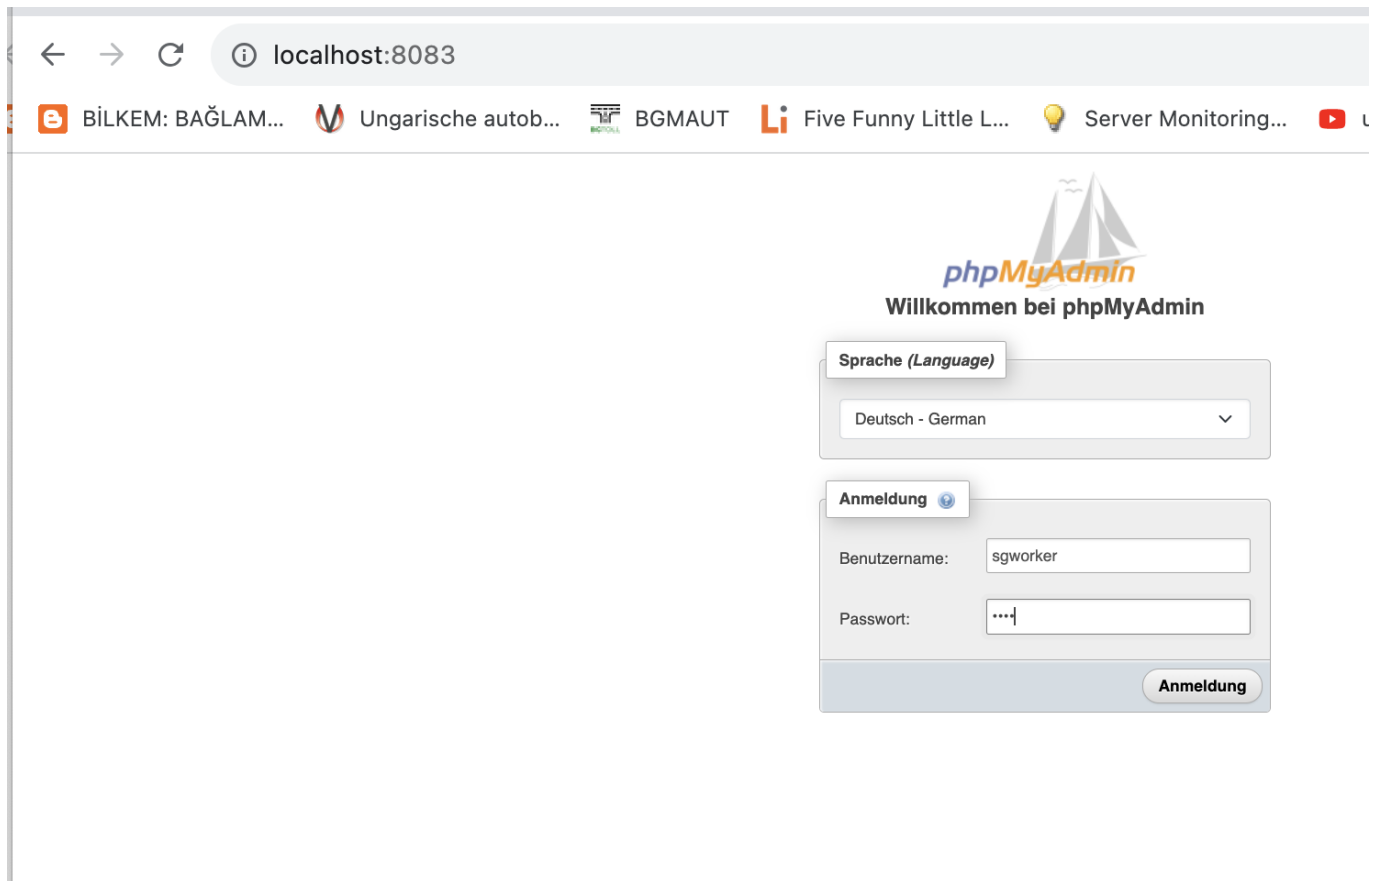 localhost:8083
BİLKEM: BAĞLAM...
Ungarische autob...
BGMAUT
Five Funny Little L...
Server Monitoring...
phpMyAdmin
Willkommen bei phpMyAdmin
Sprache (Language)
Deutsch - German
Anmeldung
Benutzername: sgworker
Passwort: ••••
Anmeldung